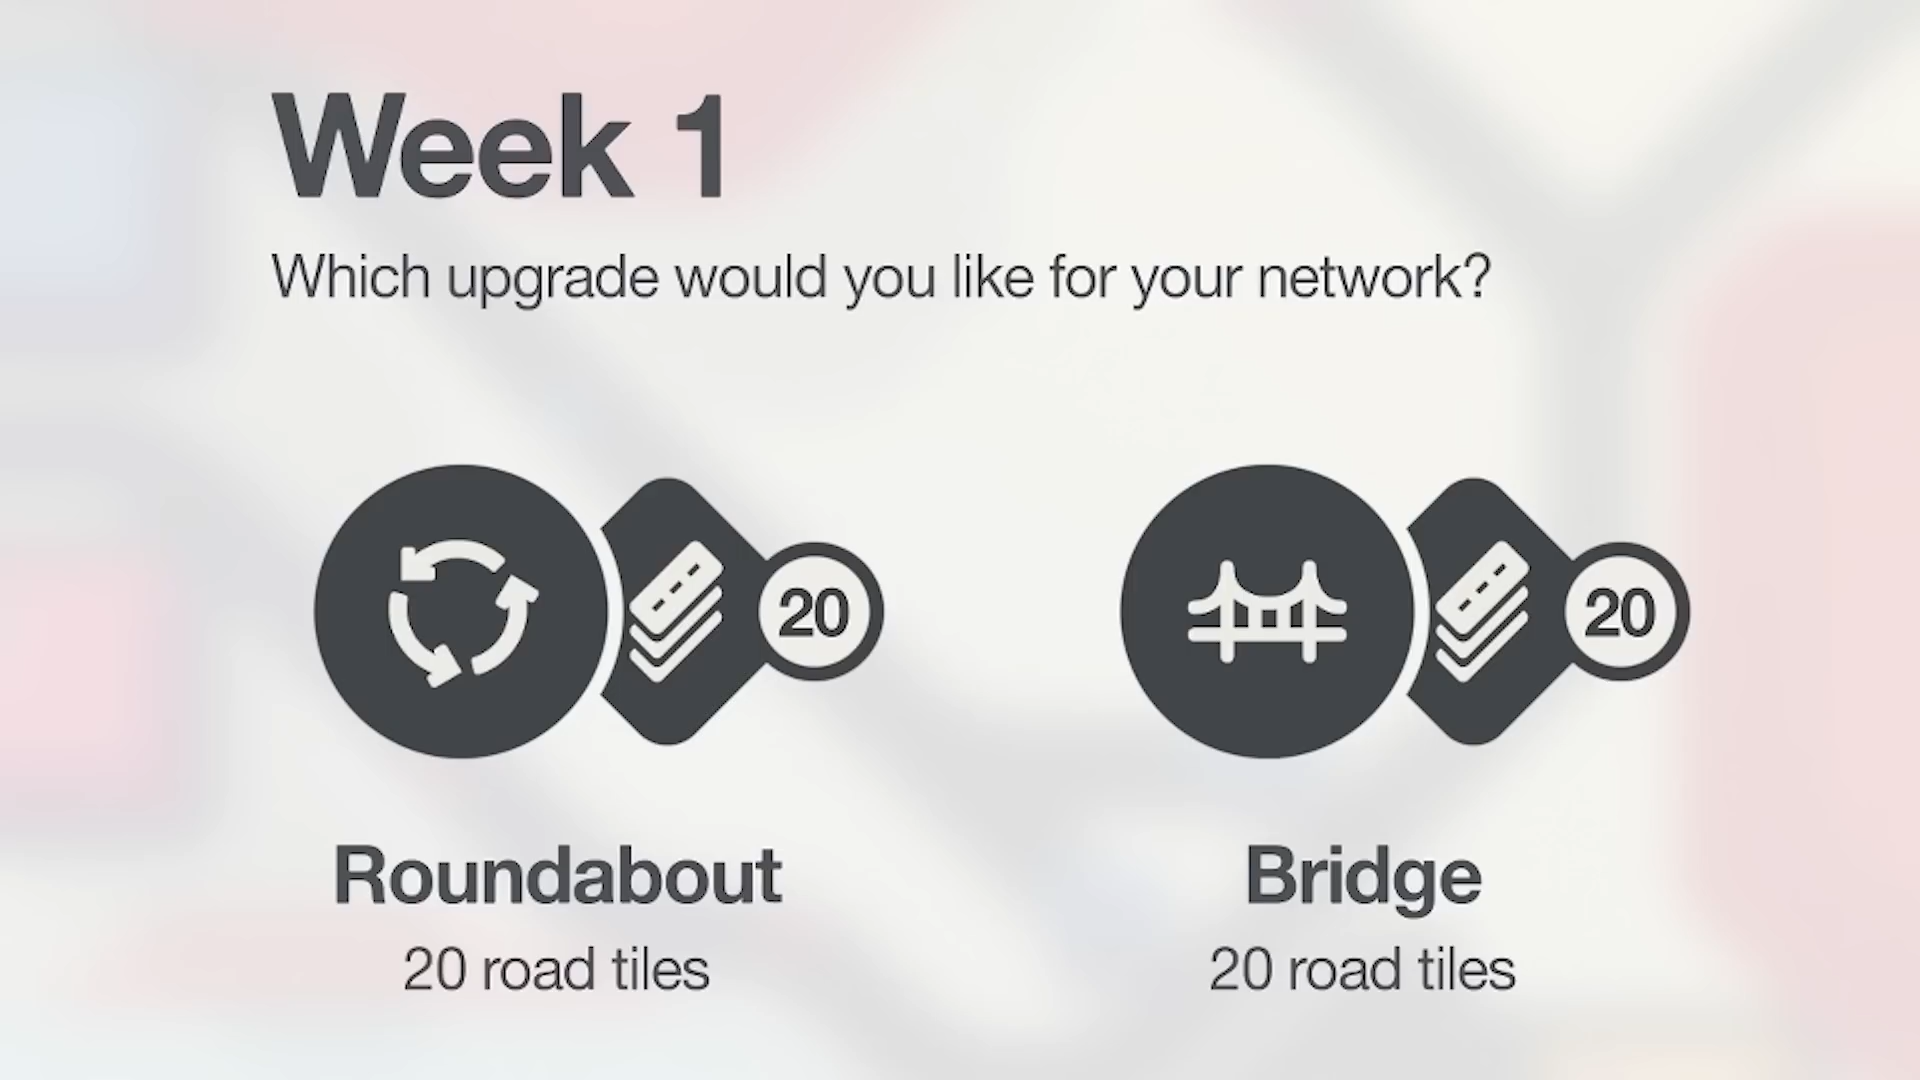 Week 1
Which upgrade would you like for your network?
20
20
Roundabout
Bridge
20 road tiles
20 road tiles